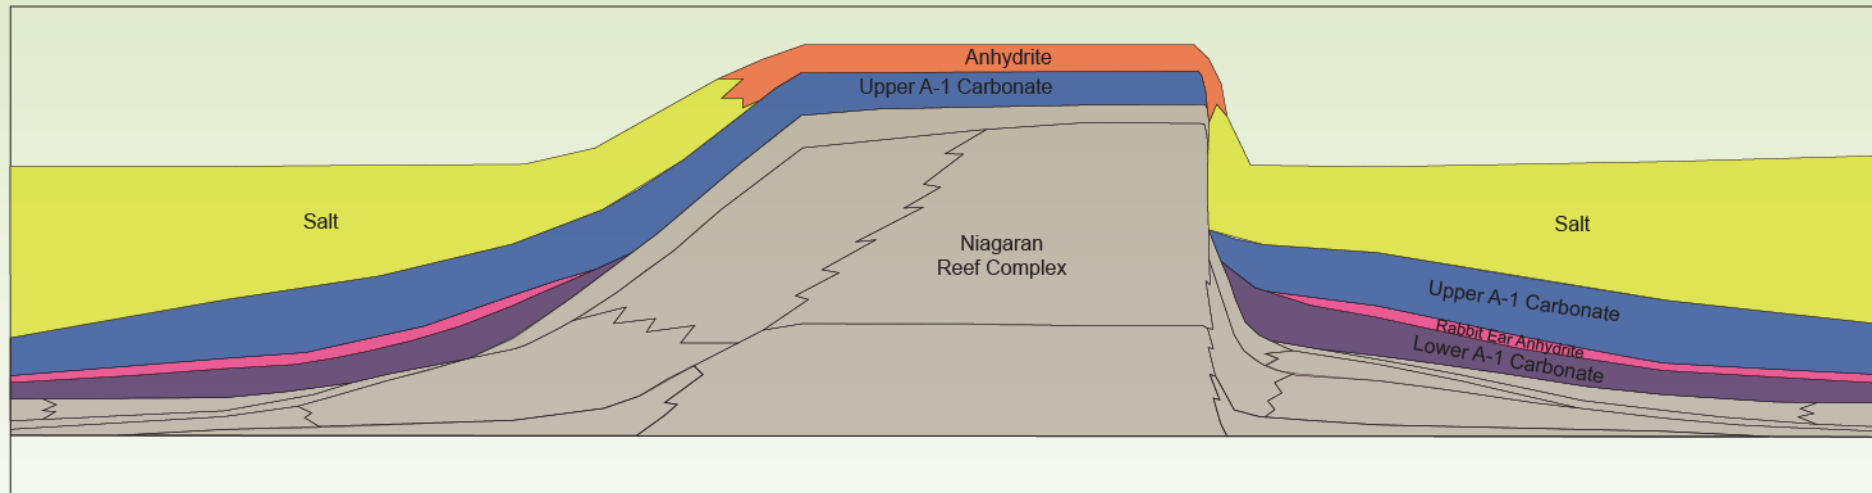 Anhydrite
Upper A-1 Carbonate
Salt
Niagaran
Reef Complex
Salt
Upper A-1 Carbonate
Rabbit Ear Anhydrite
Lower A-1 Carbonate